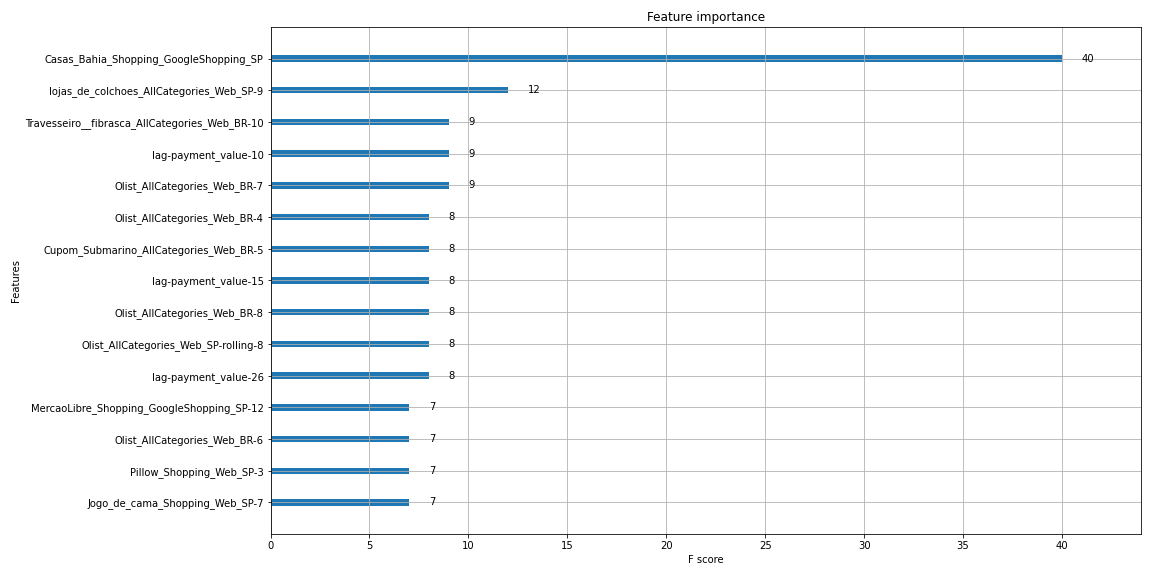 Feature importance
Casas_Bahia_Shopping_GoogleShopping_SP
40
lojas_de_colchoes_AllCategories_Web_SP-9
12
Travesseiro__fibrasca_AllCategories_Web_BR-10
9
lag-payment_value-10
9
Olist_AllCategories_Web_BR-7
9
Olist_AllCategories_Web_BR-4
8
Cupom_Submarino_AllCategories_Web_BR-5
8
lag-payment_value-15
8
Olist_AllCategories_Web_BR-8
8
Olist_AllCategories_Web_SP-rolling-8
8
lag-payment_value-26
8
MercaoLibre_Shopping_GoogleShopping_SP-12
7
Olist_AllCategories_Web_BR-6
7
Pillow_Shopping_Web_SP-3
7
Jogo_de_cama_Shopping_Web_SP-7
7
Features
0 5 10 15 20 25 30 35 40
F score